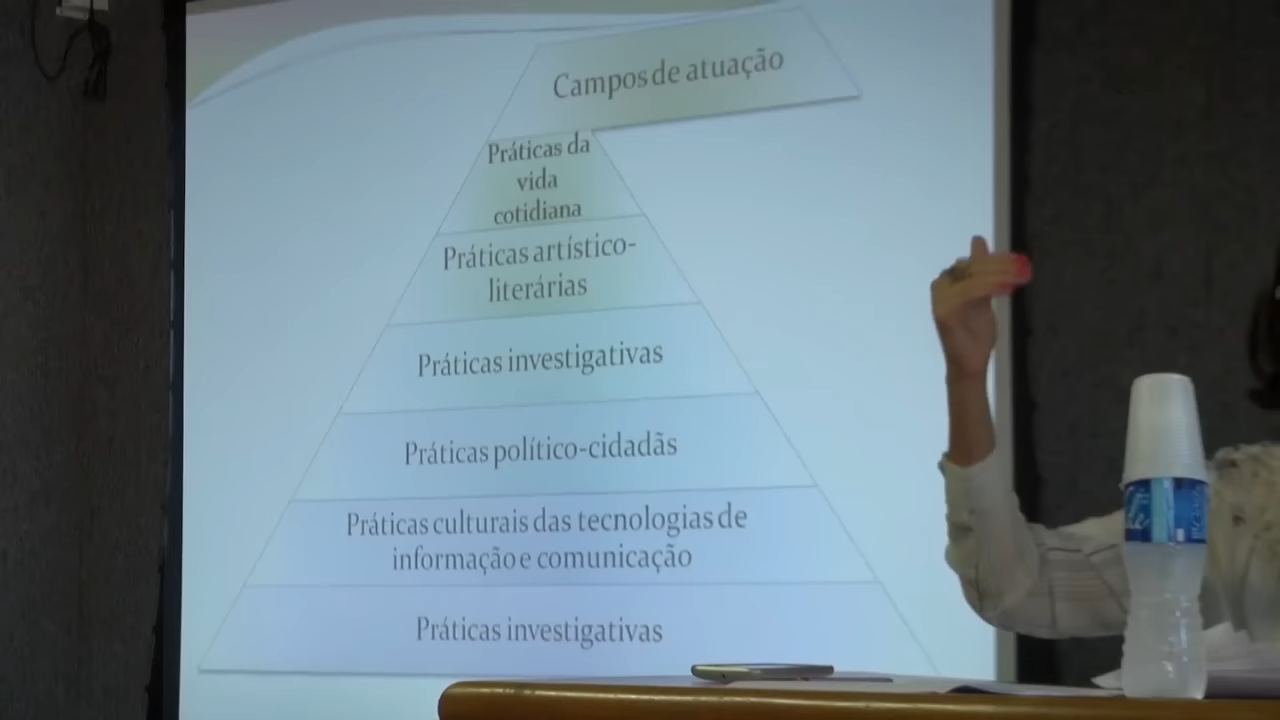 Campos de atuação
Práticas da
vida
cotidiana
Práticas artístico-
literárias
Práticas investigativas
Práticas político-cidadãs
Práticas culturais das tecnologias de
informação e comunicação
Práticas investigativas